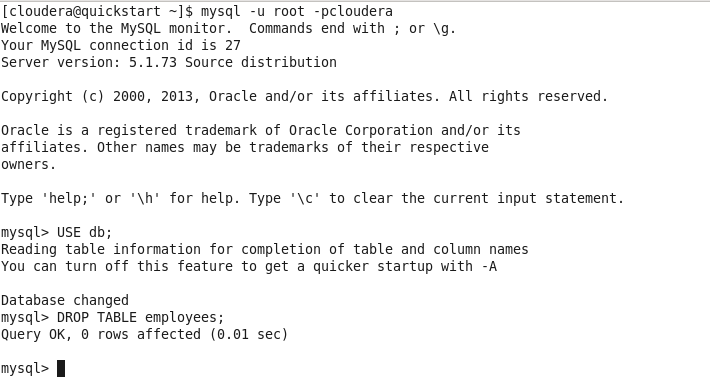 [cloudera@quickstart ~]$ mysql -u root -pcloudera
Welcome to the MySQL monitor.  Commands end with ; or \g.
Your MySQL connection id is 27
Server version: 5.1.73 Source distribution
Copyright (c) 2000, 2013, Oracle and/or its affiliates. All rights reserved.
Oracle is a registered trademark of Oracle Corporation and/or its
affiliates. Other names may be trademarks of their respective
owners.
Type 'help;' or '\h' for help. Type '\c' to clear the current input statement.
mysql> USE db;
Reading table information for completion of table and column names
You can turn off this feature to get a quicker startup with -A
Database changed
mysql> DROP TABLE employees;
Query OK, 0 rows affected (0.01 sec)
mysql>